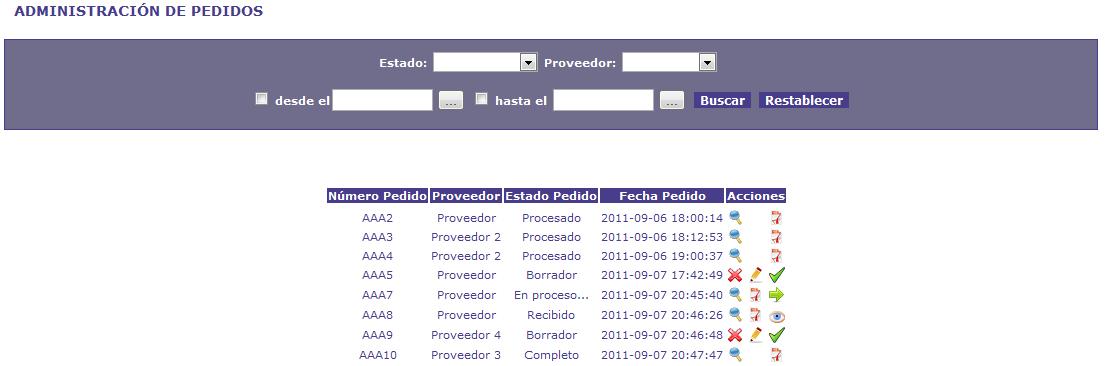 ADMINISTRACIÓN DE PEDIDOS
Estado: Proveedor:
desde el ... hasta el ... Buscar Restablecer
Número Pedido Proveedor Estado Pedido Fecha Pedido Acciones
AAA2 Proveedor Procesado 2011-09-06 18:00:14
AAA3 Proveedor 2 Procesado 2011-09-06 18:12:53
AAA4 Proveedor 2 Procesado 2011-09-06 19:00:37
AAA5 Proveedor Borrador 2011-09-07 17:42:49
AAA7 Proveedor En proceso... 2011-09-07 20:45:40
AAA8 Proveedor Recibido 2011-09-07 20:46:26
AAA9 Proveedor 4 Borrador 2011-09-07 20:46:48
AAA10 Proveedor 3 Completo 2011-09-07 20:47:47